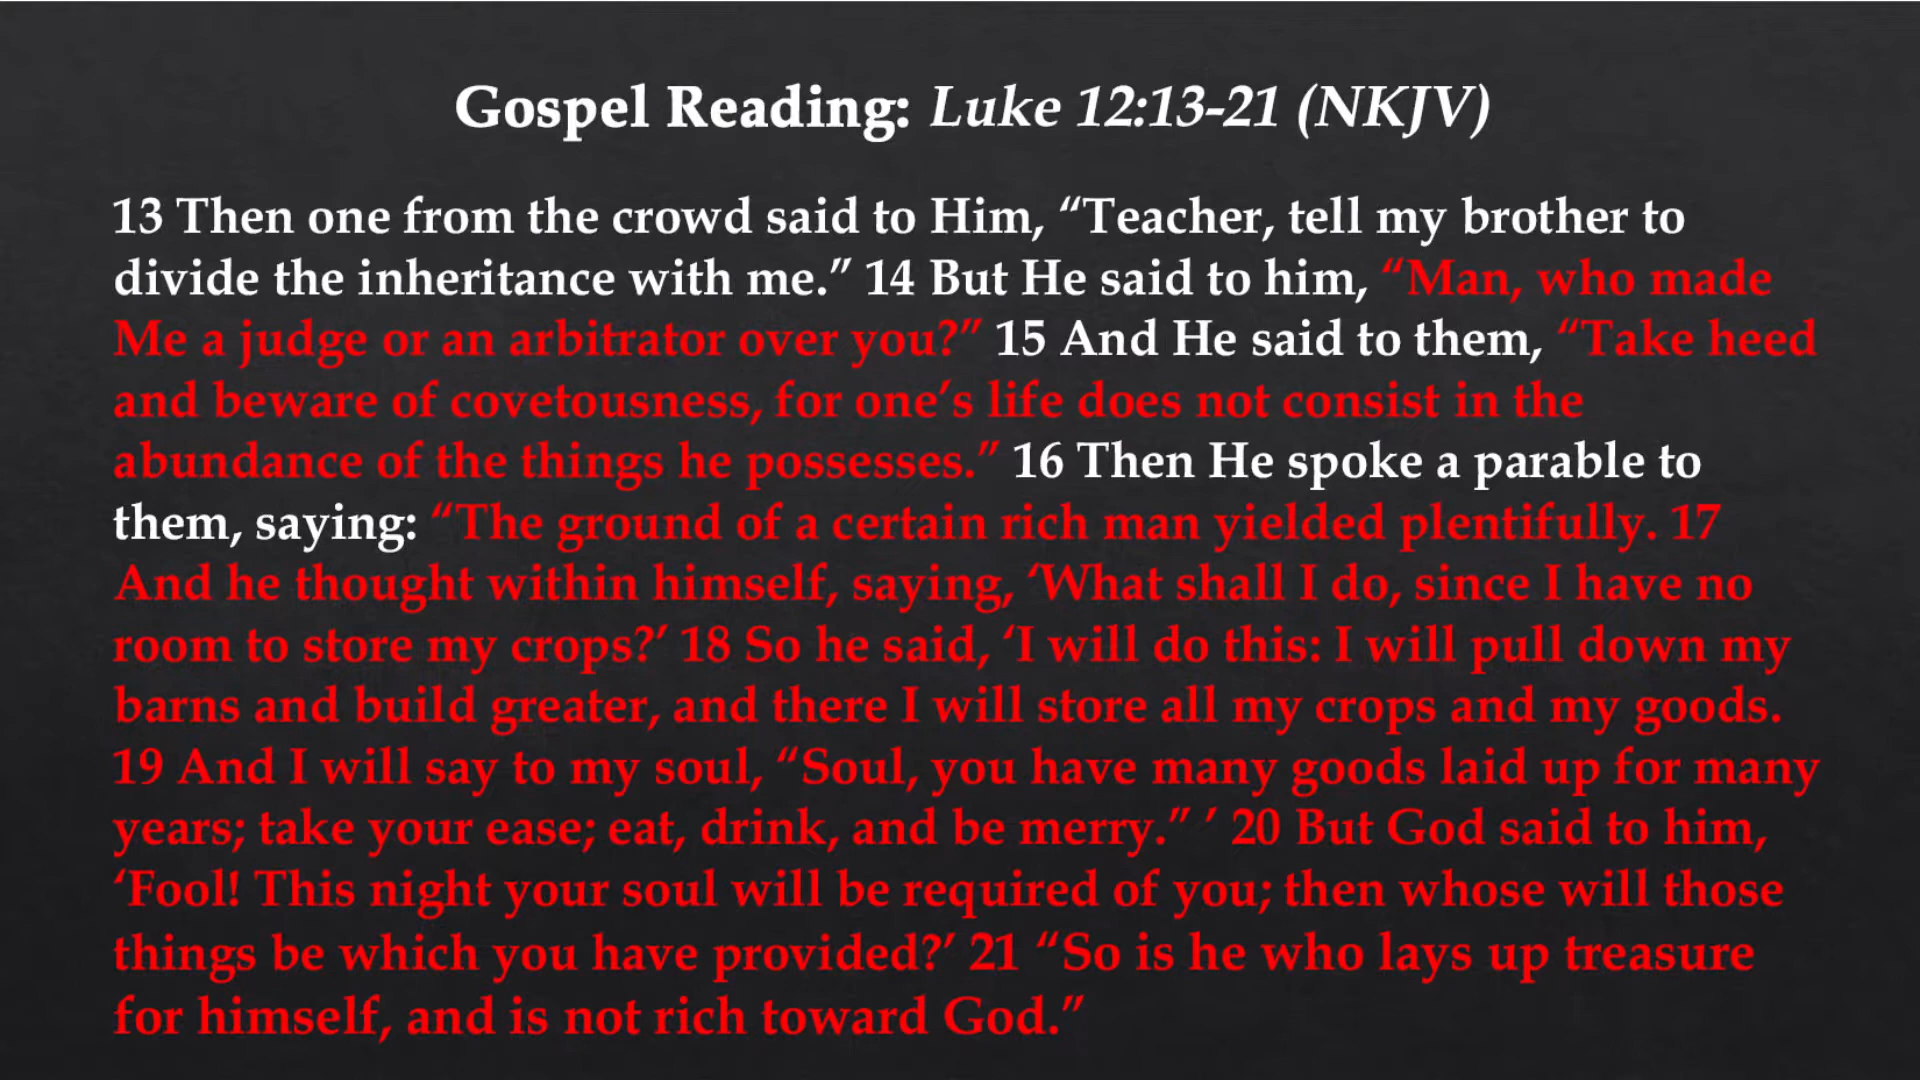 Gospel Reading: Luke 12:13-21 (NKJV)
13 Then one from the crowd said to Him, “Teacher, tell my brother to
divide the inheritance with me.” 14 But He said to him, “Man, who made
Me a judge or an arbitrator over you?” 15 And He said to them, “Take heed
and beware of covetousness, for one’s life does not consist in the
abundance of the things he possesses.” 16 Then He spoke a parable to
them, saying: “The ground of a certain rich man yielded plentifully. 17
And he thought within himself, saying, ‘What shall I do, since I have no
room to store my crops?’ 18 So he said, ‘I will do this: I will pull down my
barns and build greater, and there I will store all my crops and my goods.
19 And I will say to my soul, “Soul, you have many goods laid up for many
years; take your ease; eat, drink, and be merry.” ’ 20 But God said to him,
‘Fool! This night your soul will be required of you; then whose will those
things be which you have provided?’ 21 “So is he who lays up treasure
for himself, and is not rich toward God.”